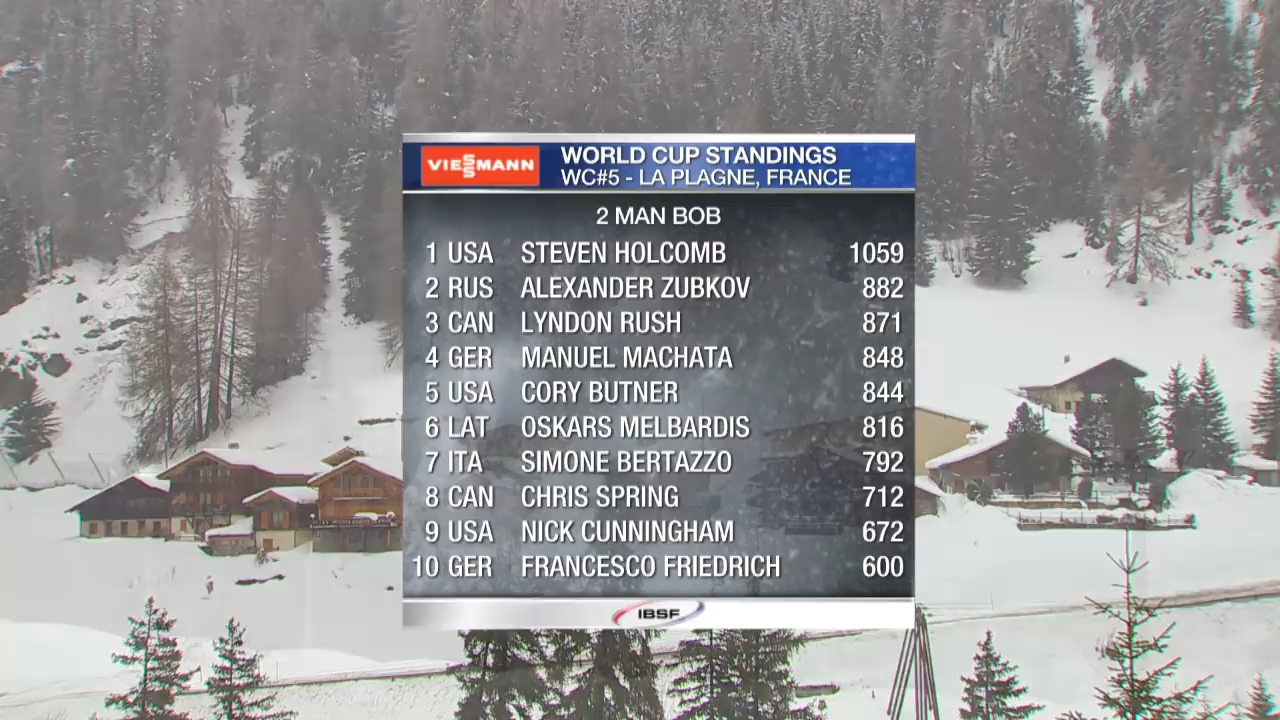 VIESSMANN
WORLD CUP STANDINGS
WC#5 - LA PLAGNE, FRANCE
2 MAN BOB
1 USA STEVEN HOLCOMB 1059
2 RUS ALEXANDER ZUBKOV 882
3 CAN LYNDON RUSH 871
4 GER MANUEL MACHATA 848
5 USA CORY BUTNER 844
6 LAT OSKARS MELBARDIS 816
7 ITA SIMONE BERTAZZO 792
8 CAN CHRIS SPRING 712
9 USA NICK CUNNINGHAM 672
10 GER FRANCESCO FRIEDRICH 600
IBSF